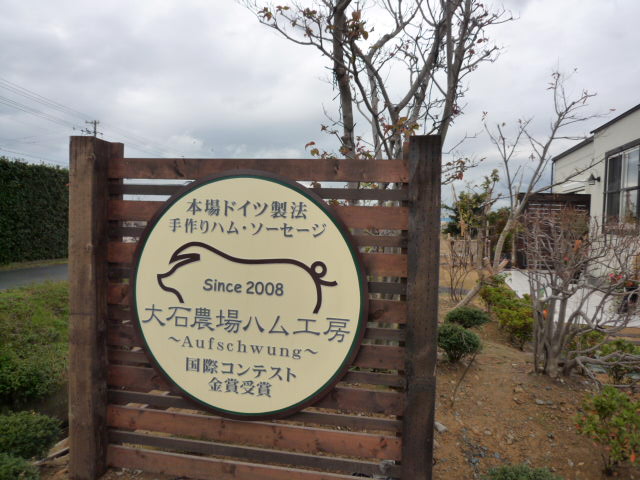 本場ドイツ製法
手作りハム・ソーセージ
Since 2008
大石農場ハム工房
～Aufschwung～
国際コンテスト
金賞受賞